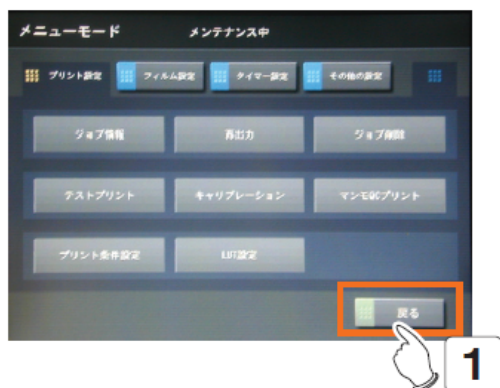 メニューモード メンテナンス中
プリント設定 フィルム設定 タイマー設定 その他の設定
ジョブ情報 再出力 ジョブ削除
テストプリント キャリブレーション マンモQCプリント
プリント条件設定 LUT設定
戻る
1